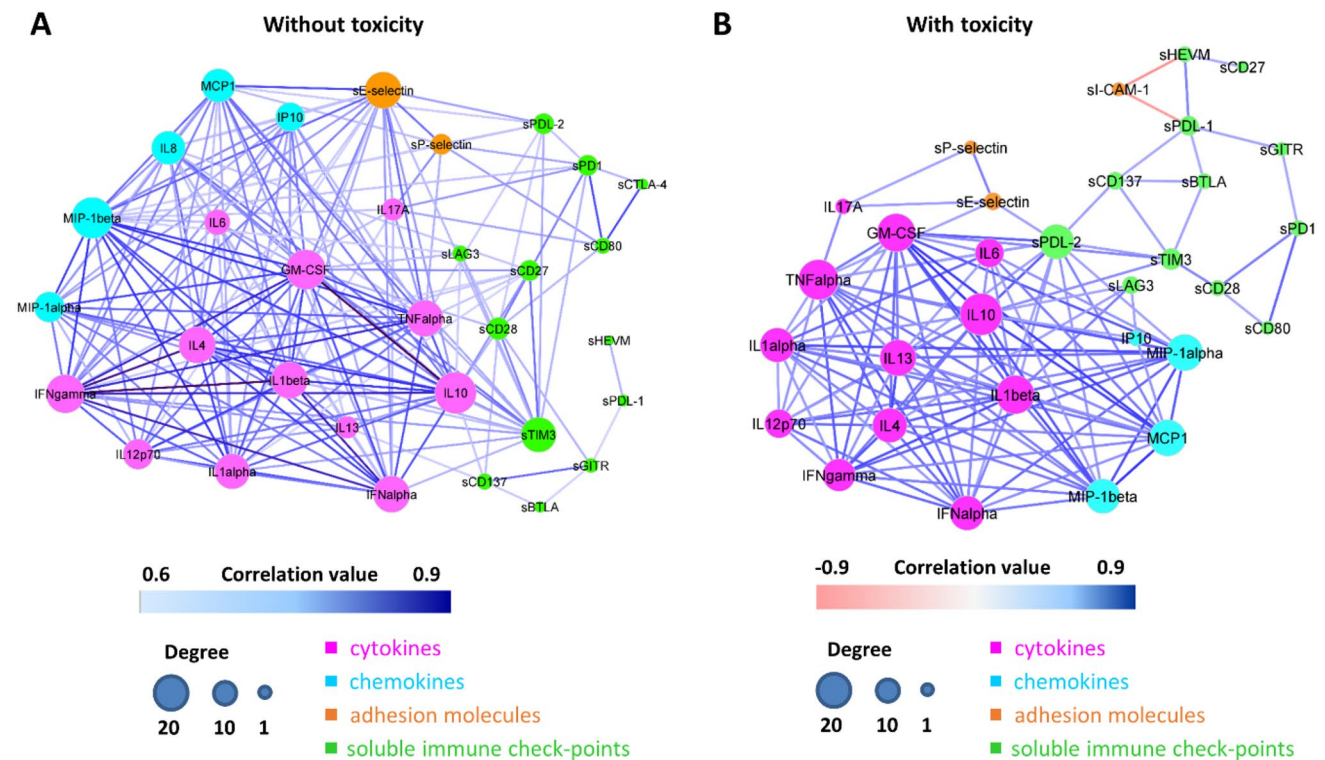 A
Without toxicity
MCP1
sE-selectin
IP10
sPDL-2
IL8
sP-selectin
sPD1
sCTLA-4
MIP-1beta
IL6
IL17A
sLAG3
sCD80
GM-CSF
sCD27
MIP-1alpha
TNFalpha
sCD28
IL4
sHEVM
IFNgamma
IL1beta
IL10
sPDL-1
IL13
sTIM3
IL12p70
IL1alpha
sGITR
IFNalpha
sCD137
sBTLA
0.6 Correlation value 0.9
Degree
20 10 1
cytokines
chemokines
adhesion molecules
soluble immune check-points
B
With toxicity
sHEVM
sCD27
sI-CAM-1
sPDL-1
sP-selectin
sGITR
sCD137
sBTLA
IL17A
sE-selectin
GM-CSF
sPDL-2
sPD1
IL6
TNFalpha
sTIM3
sLAG3
sCD28
IL10
sCD80
IL1alpha
IP10
IL13
MIP-1alpha
IL1beta
IL12p70
IL4
MCP1
IFNgamma
MIP-1beta
IFNalpha
-0.9 Correlation value 0.9
Degree
20 10 1
cytokines
chemokines
adhesion molecules
soluble immune check-points